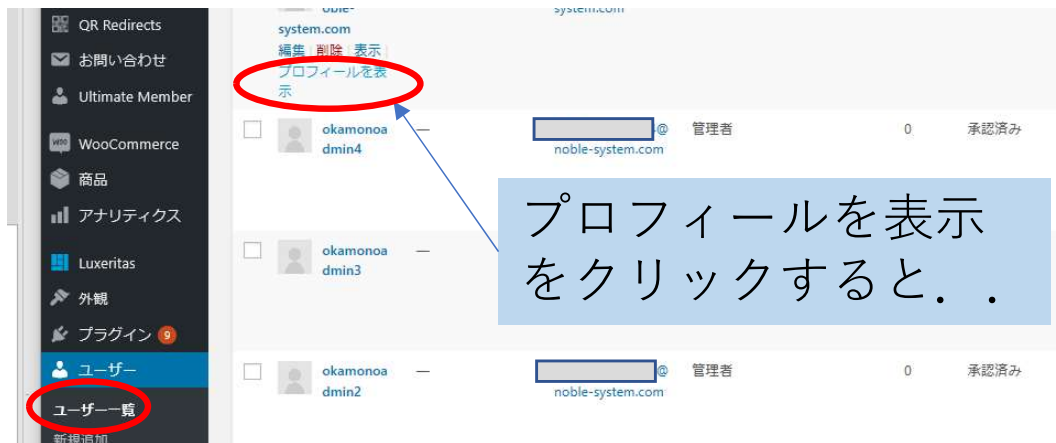 QR Redirects
お問い合わせ
Ultimate Member
WooCommerce
商品
アナリティクス
Luxeritas
外観
プラグイン 9
ユーザー
ユーザー一覧
新規追加
system.com
編集 | 削除 | 表示 |
プロフィールを表
示
system.com
okamonoa
dmin4
—
@
noble-system.com
管理者
0
承認済み
okamonoa
dmin3
—
プロフィールを表示
をクリックすると．．
okamonoa
dmin2
—
@
noble-system.com
管理者
0
承認済み